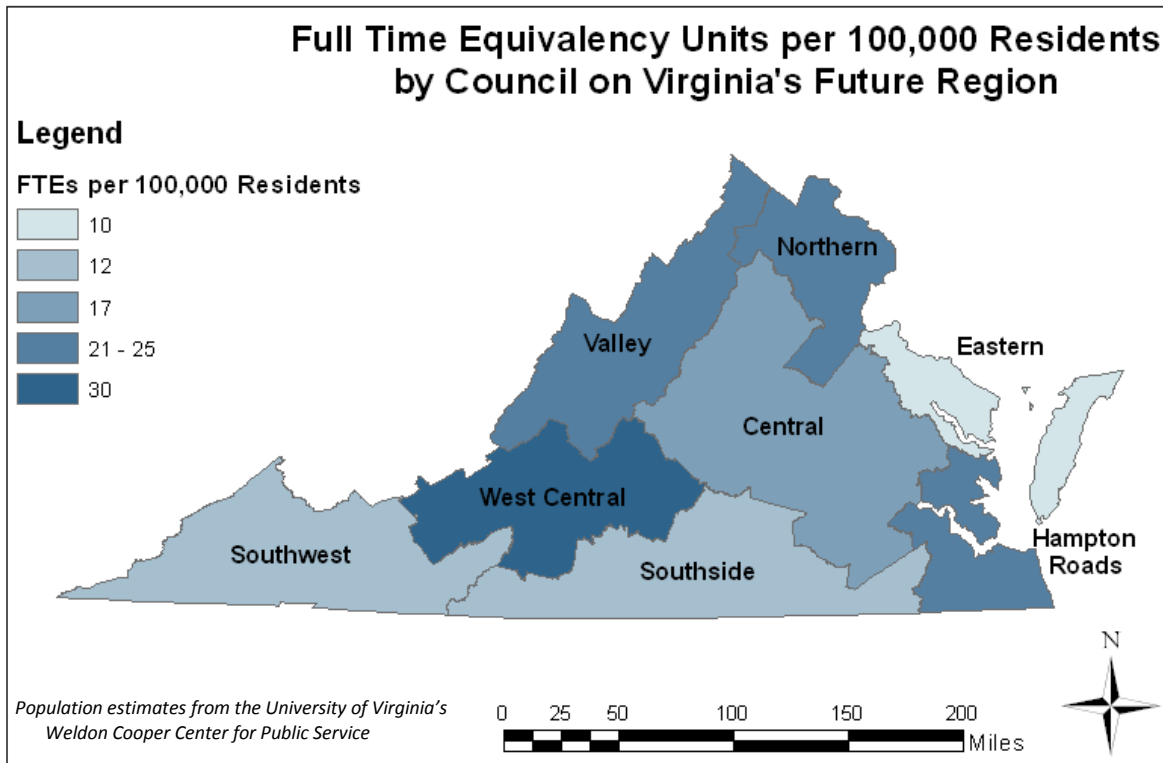 Full Time Equivalency Units per 100,000 Residents
by Council on Virginia's Future Region
Legend
FTEs per 100,000 Residents
10
12
17
21 - 25
30
Northern
Valley
Eastern
Central
West Central
Southwest
Southside
Hampton
Roads
N
Population estimates from the University of Virginia’s
Weldon Cooper Center for Public Service
0 25 50 100 150 200
Miles